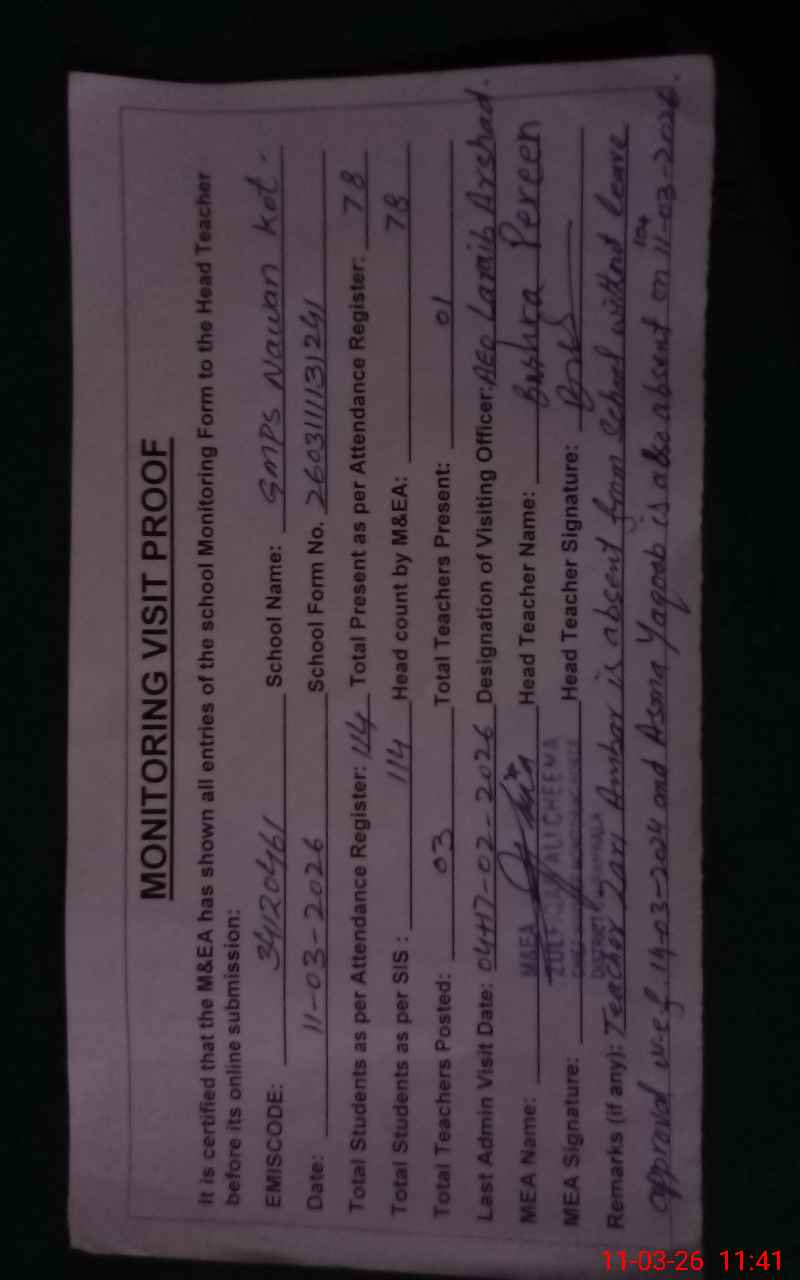 MONITORING VISIT PROOF
It is certified that the M&EA has shown all entries of the school Monitoring Form to the Head Teacher
before its online submission:
EMISCODE: 34120461 School Name: GMPS Nawan Kot.
Date: 11-03-2026 School Form No. 2603111131241
Total Students as per Attendance Register: 114 Total Present as per Attendance Register: 78
Total Students as per SIS : 114 Head count by M&EA: 78
Total Teachers Posted: 03 Total Teachers Present: 01
Last Admin Visit Date: 04+17-02-2026 Designation of Visiting Officer: AEO Laraib Arshad.
MEA Name: M&EA ZULFIQAR ALI CHEEMA Head Teacher Name: Bushra Pereen
MEA Signature: DISTRICT Head Teacher Signature:
Remarks (if any): Teacher Zari Ambar is absent from School without leave
approval w.e.f 19-03-2024 and Asma Yaqoob is also absent on 11-03-2026.
11-03-26 11:41